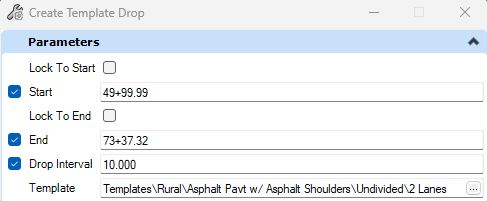 Create Template Drop
Parameters
Lock To Start
Start 49+99.99
Lock To End
End 73+37.32
Drop Interval 10.000
Template Templates\Rural\Asphalt Pavt w/ Asphalt Shoulders\Undivided\2 Lanes ...